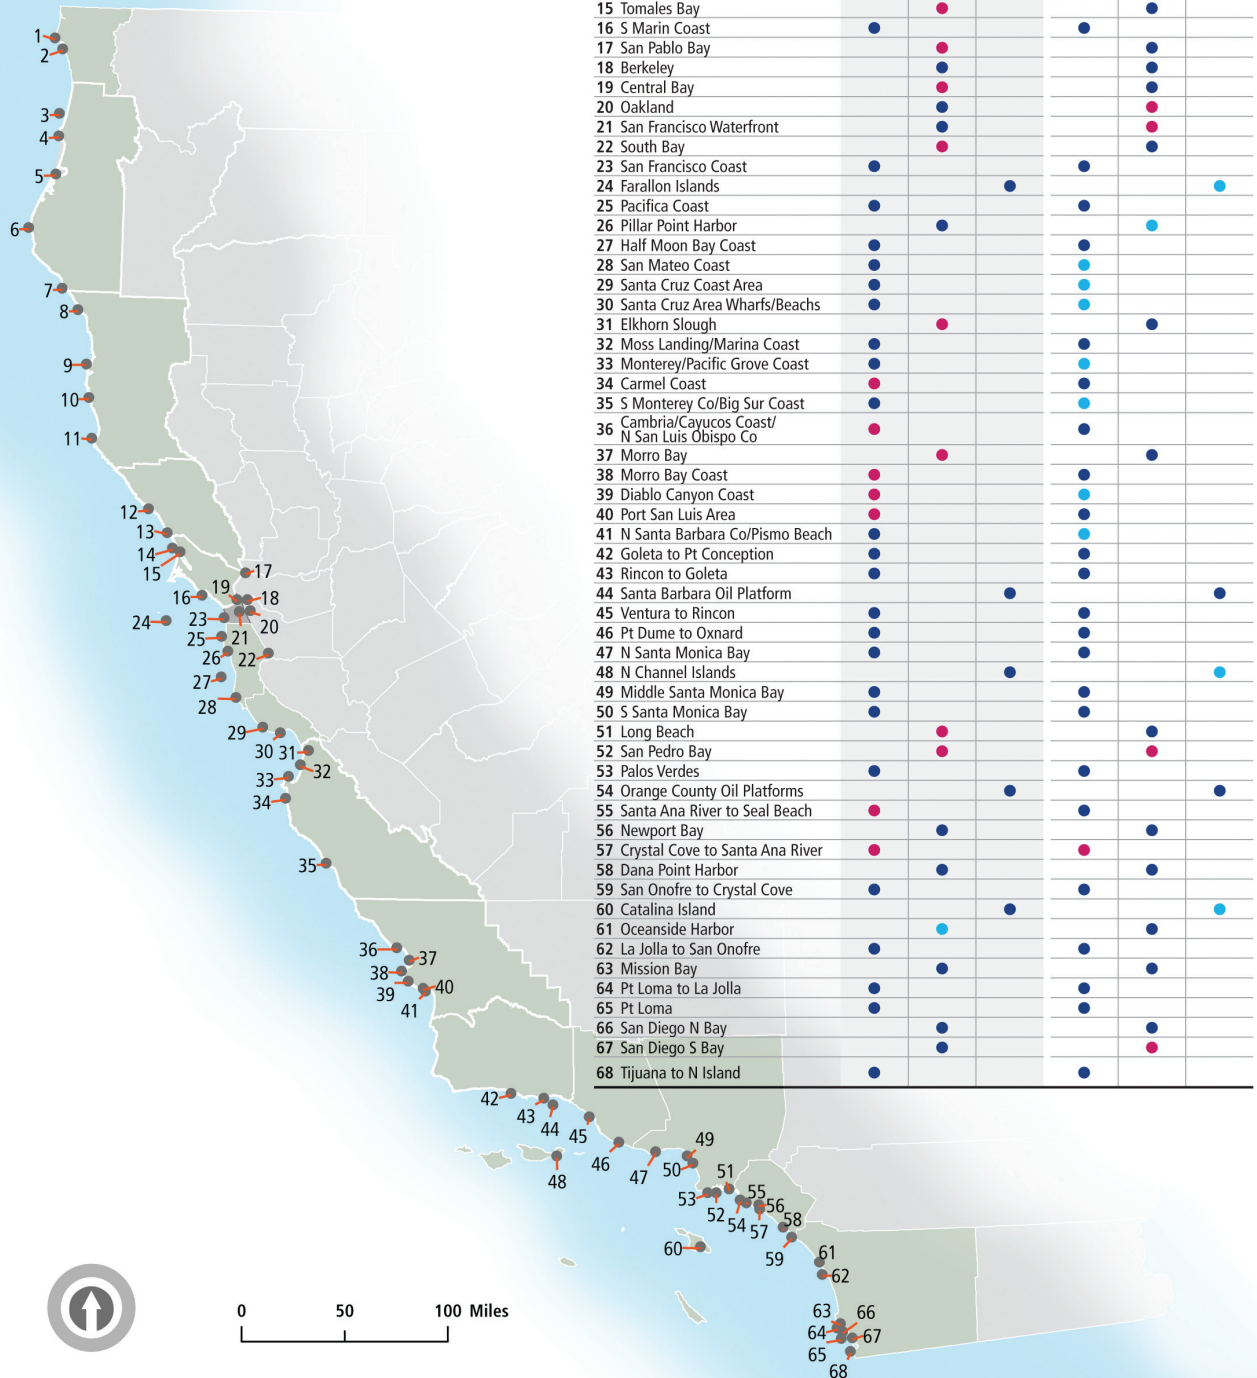 15 Tomales Bay
16 S Marin Coast
17 San Pablo Bay
18 Berkeley
19 Central Bay
20 Oakland
21 San Francisco Waterfront
22 South Bay
23 San Francisco Coast
24 Farallon Islands
25 Pacifica Coast
26 Pillar Point Harbor
27 Half Moon Bay Coast
28 San Mateo Coast
29 Santa Cruz Coast Area
30 Santa Cruz Area Wharfs/Beachs
31 Elkhorn Slough
32 Moss Landing/Marina Coast
33 Monterey/Pacific Grove Coast
34 Carmel Coast
35 S Monterey Co/Big Sur Coast
36 Cambria/Cayucos Coast/
N San Luis Obispo Co
37 Morro Bay
38 Morro Bay Coast
39 Diablo Canyon Coast
40 Port San Luis Area
41 N Santa Barbara Co/Pismo Beach
42 Goleta to Pt Conception
43 Rincon to Goleta
44 Santa Barbara Oil Platform
45 Ventura to Rincon
46 Pt Dume to Oxnard
47 N Santa Monica Bay
48 N Channel Islands
49 Middle Santa Monica Bay
50 S Santa Monica Bay
51 Long Beach
52 San Pedro Bay
53 Palos Verdes
54 Orange County Oil Platforms
55 Santa Ana River to Seal Beach
56 Newport Bay
57 Crystal Cove to Santa Ana River
58 Dana Point Harbor
59 San Onofre to Crystal Cove
60 Catalina Island
61 Oceanside Harbor
62 La Jolla to San Onofre
63 Mission Bay
64 Pt Loma to La Jolla
65 Pt Loma
66 San Diego N Bay
67 San Diego S Bay
68 Tijuana to N Island
1
2
3
4
5
6
7
8
9
10
11
12
13
14
15
16
17
18
19
20
21
22
23
24
25
26
27
28
29
30
31
32
33
34
35
36
37
38
39
40
41
42
43
44
45
46
47
48
49
50
51
52
53
54
55
56
57
58
59
60
61
62
63
64
65
66
67
68
0 50 100 Miles